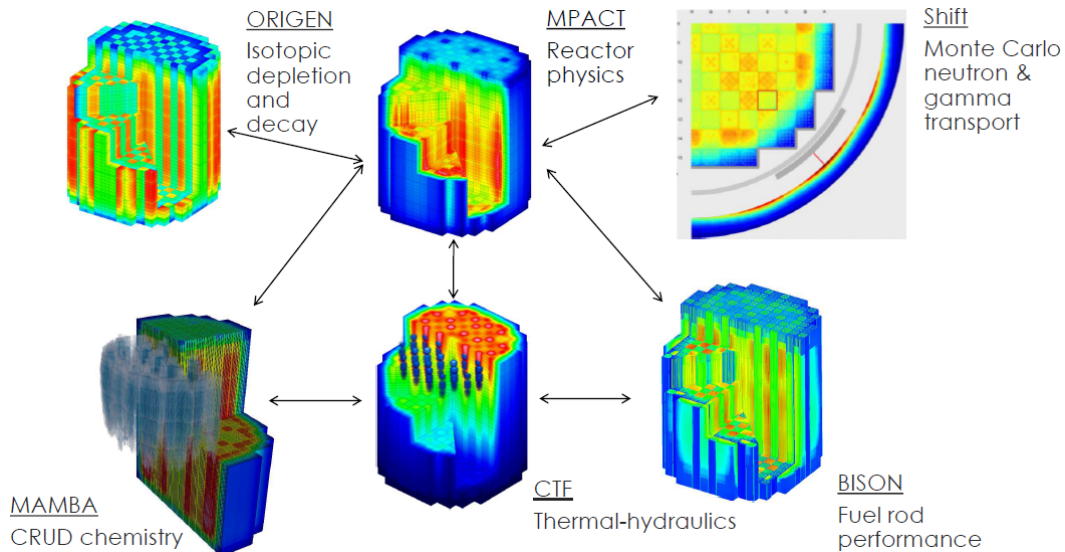 ORIGEN
Isotopic
depletion
and
decay
MPACT
Reactor
physics
Shift
Monte Carlo
neutron &
gamma
transport
MAMBA
CRUD chemistry
CTF
Thermal-hydraulics
BISON
Fuel rod
performance